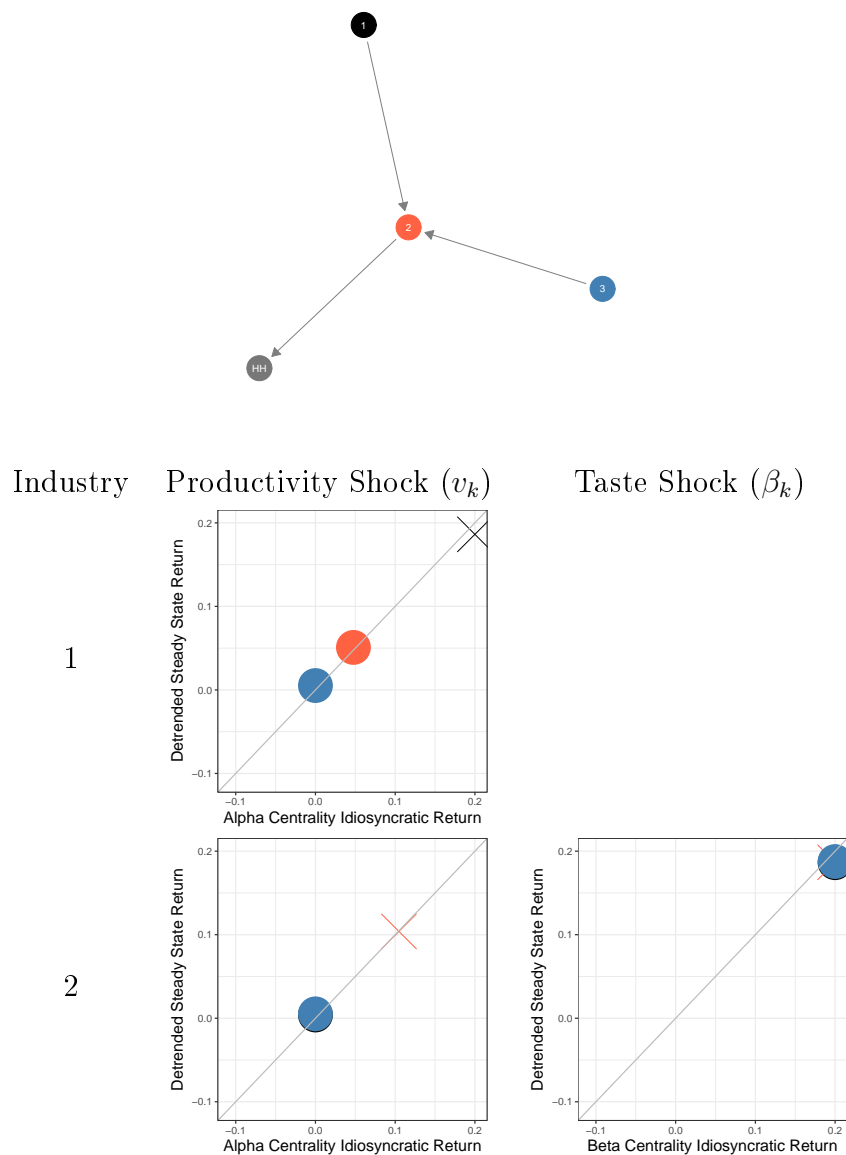 1
2
3
HH
Industry Productivity Shock (v_k) Taste Shock (β_k)
1
Detrended Steady State Return
0.2
0.1
0.0
−0.1
−0.1 0.0 0.1 0.2
Alpha Centrality Idiosyncratic Return
2
Detrended Steady State Return
0.2
0.1
0.0
−0.1
−0.1 0.0 0.1 0.2
Alpha Centrality Idiosyncratic Return
Detrended Steady State Return
0.2
0.1
0.0
−0.1
−0.1 0.0 0.1 0.2
Beta Centrality Idiosyncratic Return